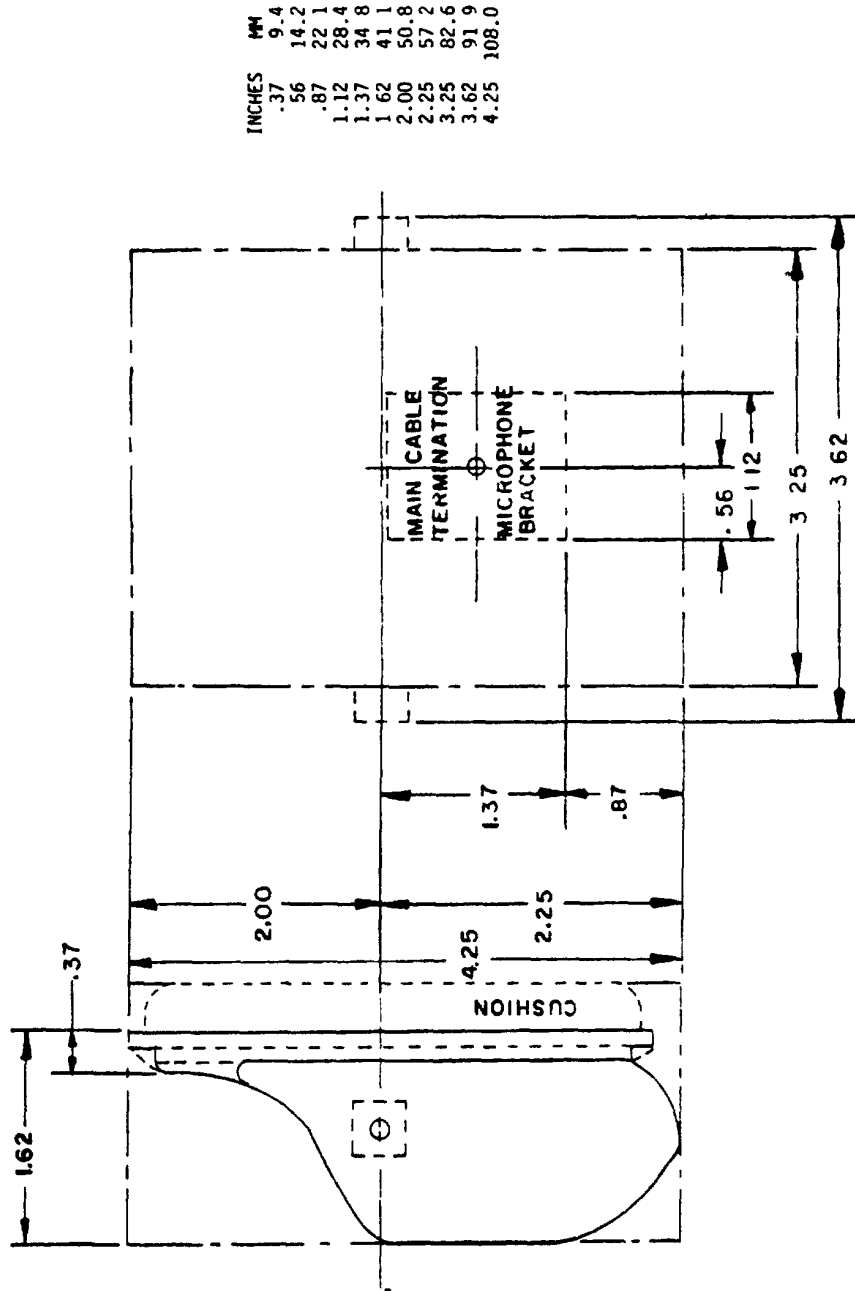 INCHES MM
.37 9.4
.56 14.2
.87 22 1
1.12 28.4
1.37 34 8
1 62 41 1
2.00 50.8
2.25 57 2
3.25 82.6
3.62 91 9
4.25 108.0
1.62
.37
CUSHION
4.25
2.00
2.25
1.37
.87
MAIN CABLE
TERMINATION
MICROPHONE
BRACKET
.56
1.12
3 25
3 62